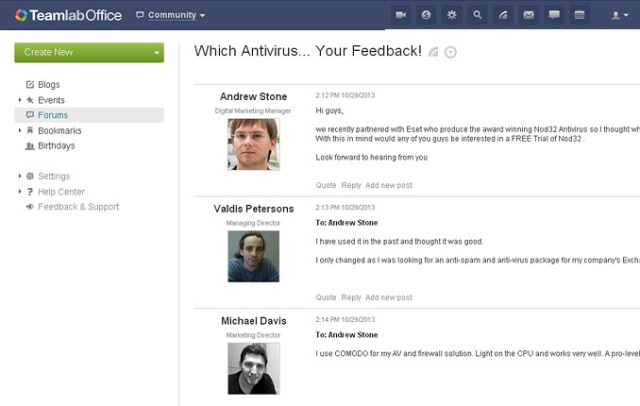 TeamlabOffice
Community
Create New
Blogs
Events
Forums
Bookmarks
Birthdays
Settings
Help Center
Feedback & Support
Which Antivirus... Your Feedback!
Andrew Stone
Digital Marketing Manager
2:12 PM 10/29/2013
Hi guys,
we recently partnered with Eset who produce the award winning Nod32 Antivirus so I thought
With this in mind would any of you guys be interested in a FREE Trial of Nod32.
Look forward to hearing from you
Quote Reply Add new post
Valdis Petersons
Managing Director
2:13 PM 10/29/2013
To: Andrew Stone
I have used it in the past and thought it was good.
I only changed as I was looking for an anti-spam and anti-virus package for my company's Excha
Quote Reply Add new post
Michael Davis
Marketing Director
2:14 PM 10/29/2013
To: Andrew Stone
I use COMODO for my AV and firewall solution. Light on the CPU and works very well. A pro-level